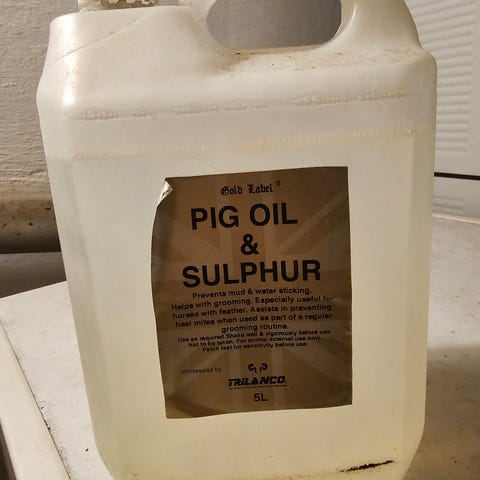 Gold Label®
PIG OIL
&
SULPHUR
Prevents mud & water sticking.
Helps with grooming. Especially useful for
horses with feather. Assists in preventing
heel mites when used as part of a regular
grooming routine.
Use as required Shake well & vigorously before use
Not to be taken. For animal external use only.
Patch test for sensitivity before use.
Wholesaled by
TRILANCO
5L